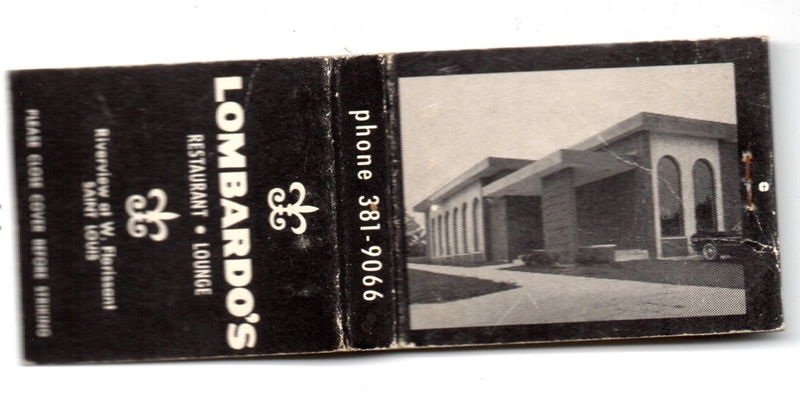 LOMBARDO'S
RESTAURANT • LOUNGE
Riverview at W. Florissant
SAINT LOUIS
PLEASE CLOSE COVER BEFORE STRIKING
phone 381-9066